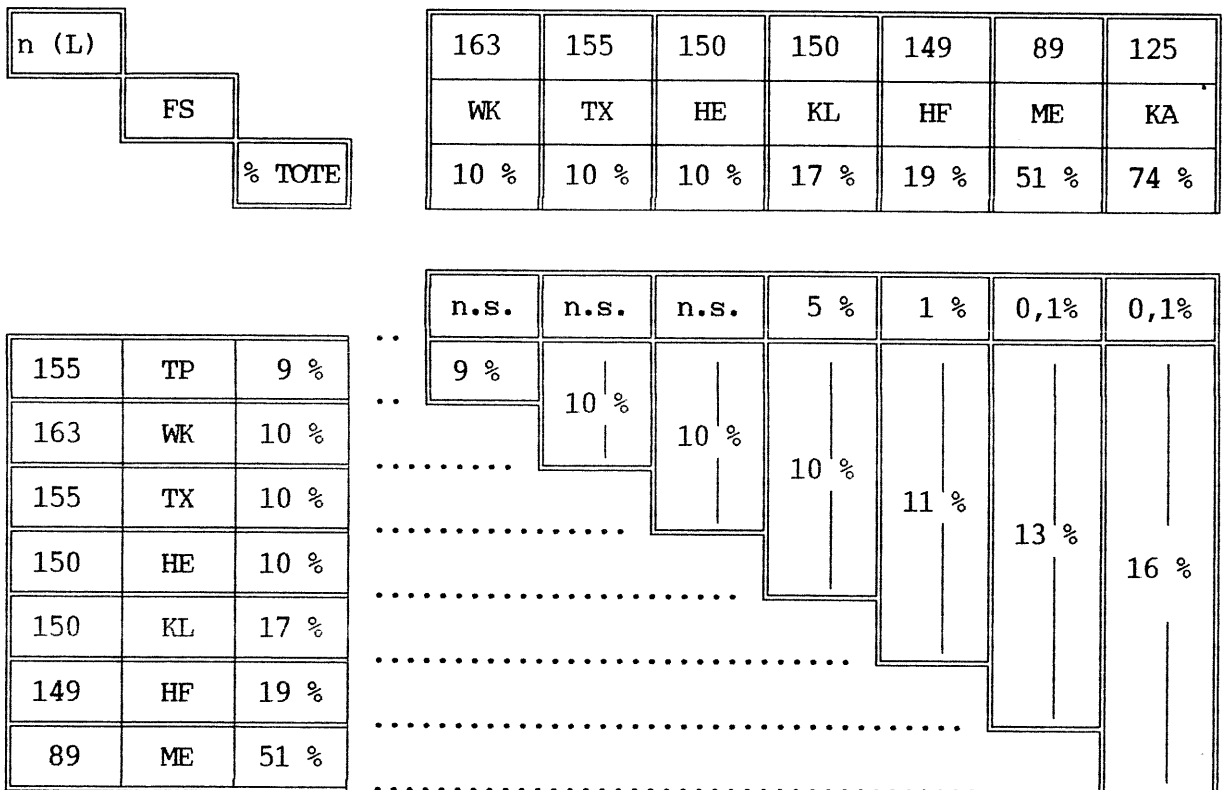 n (L) 163 155 150 150 149 89 125
FS WK TX HE KL HF ME KA
% TOTE 10 % 10 % 10 % 17 % 19 % 51 % 74 %
n.s. n.s. n.s. 5 % 1 % 0,1% 0,1%
155 TP 9 % .. 9 %
.. 10 %
163 WK 10 % 10 %
......... 10 %
155 TX 10 % 11 %
............... 13 %
150 HE 10 % 16 %
.......................
150 KL 17 %
..............................
149 HF 19 %
.....................................
89 ME 51 %
......................................